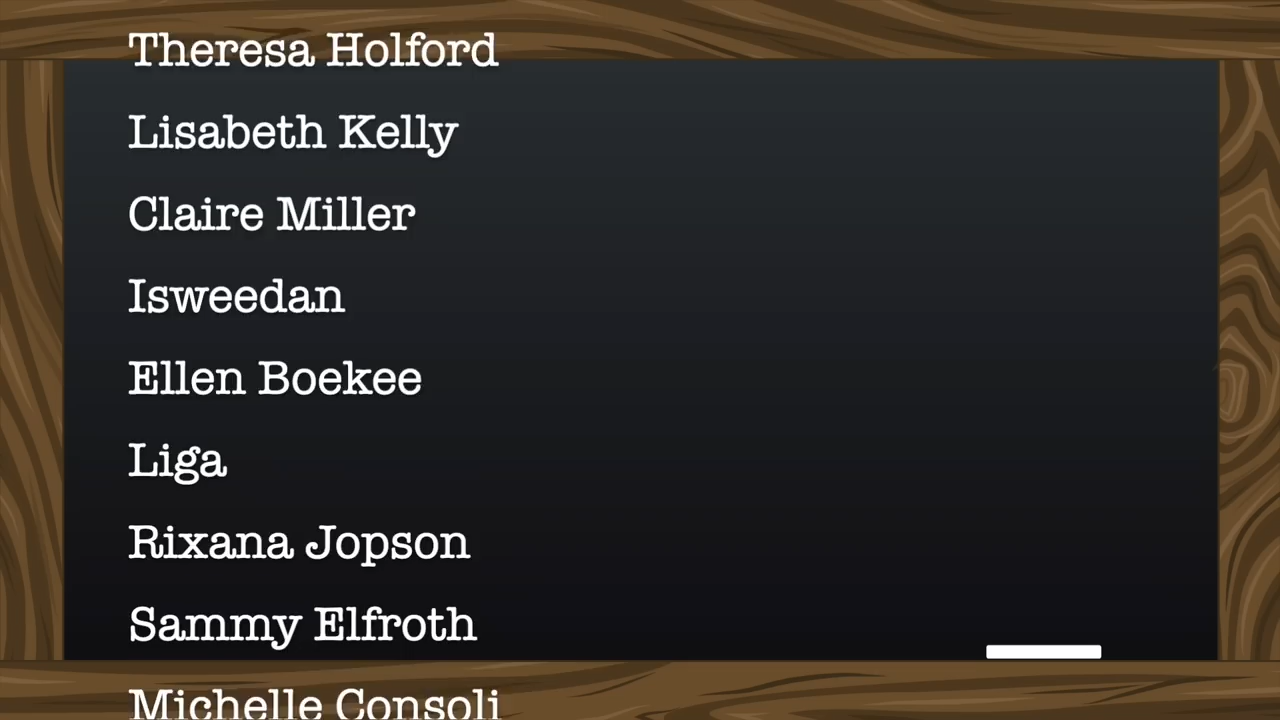 Theresa Holford
Lisabeth Kelly
Claire Miller
Isweedan
Ellen Boekee
Liga
Rixana Jopson
Sammy Elfroth
Michelle Consoli